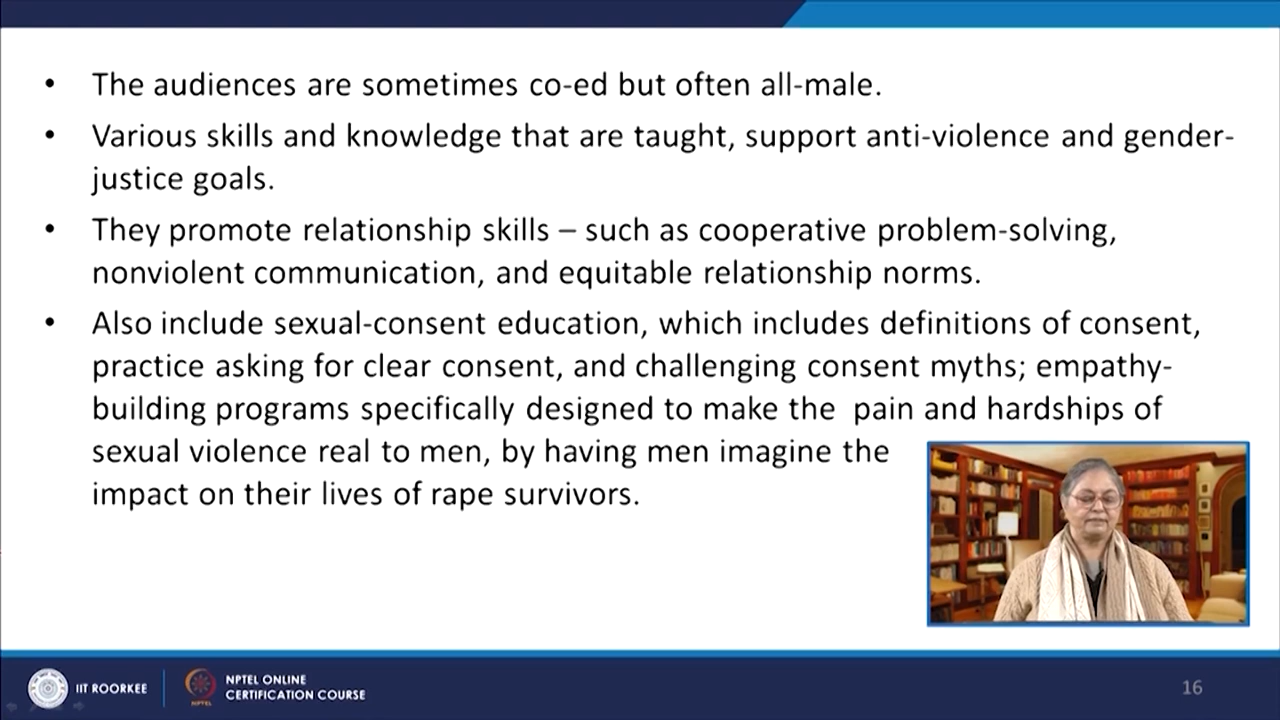 • The audiences are sometimes co-ed but often all-male.
• Various skills and knowledge that are taught, support anti-violence and gender-
justice goals.
• They promote relationship skills – such as cooperative problem-solving,
nonviolent communication, and equitable relationship norms.
• Also include sexual-consent education, which includes definitions of consent,
practice asking for clear consent, and challenging consent myths; empathy-
building programs specifically designed to make the  pain and hardships of
sexual violence real to men, by having men imagine the
impact on their lives of rape survivors.
IIT ROORKEE
NPTEL
NPTEL ONLINE
CERTIFICATION COURSE
16